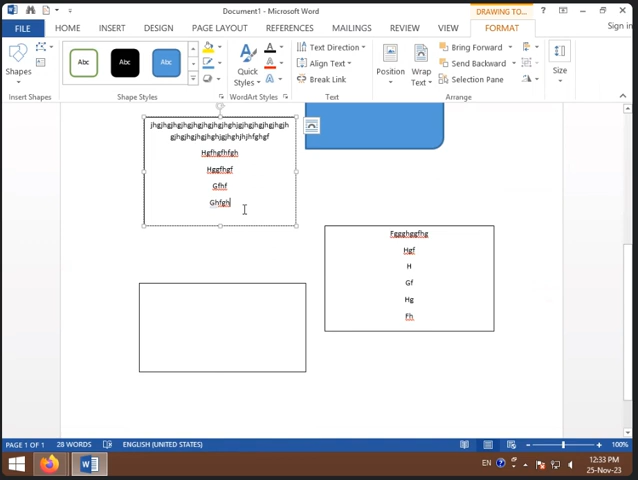 Document1 - Microsoft Word
DRAWING TO...
Sign in
FILE
HOME
INSERT
DESIGN
PAGE LAYOUT
REFERENCES
MAILINGS
REVIEW
VIEW
FORMAT
Shapes
Abc
Abc
Abc
Quick
Styles
A
A
A
Text Direction
Align Text
Break Link
Position
Wrap
Text
Bring Forward
Send Backward
Selection Pane
Size
Insert Shapes
Shape Styles
WordArt Styles
Text
Arrange
Hgfhgfhfgh
Hggfhgf
Gfhf
Ghfgh
Fggghggfhg
Hgf
H
Gf
Hg
Fh
PAGE 1 OF 1
28 WORDS
ENGLISH (UNITED STATES)
100%
EN
12:33 PM
25-Nov-23